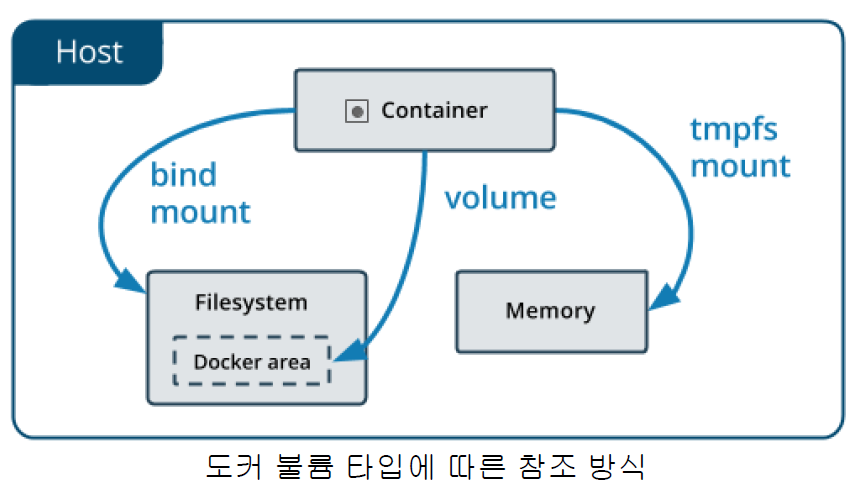 Host
Container
bind
mount
volume
tmpfs
mount
Filesystem
Docker area
Memory
도커 불륨 타입에 따른 참조 방식